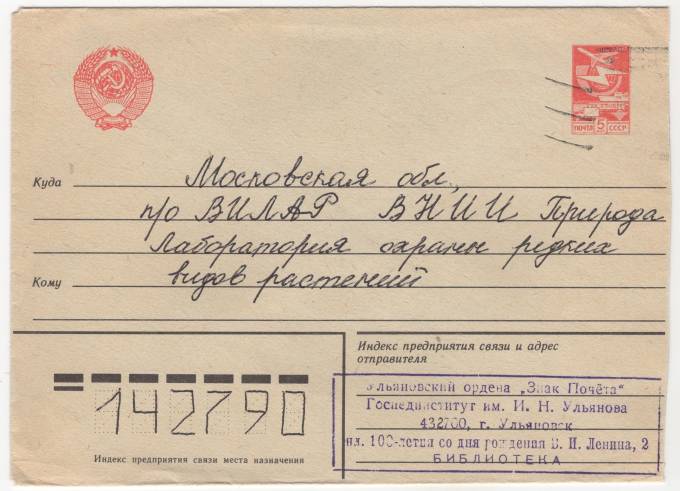 ПОЧТА 5 СССР
Куда Московская обл.,
п/о ВИЛАР ВНИИ Природа
Лаборатория охраны редких
Кому видов растений
Индекс предприятия связи и адрес
отправителя
Ульяновский ордена „Знак Почёта“
Госпединститут им. И. Н. Ульянова
432700, г. Ульяновск
пл. 100-летия со дня рождения В. И. Ленина, 2
БИБЛИОТЕКА
142790
Индекс предприятия связи места назначения